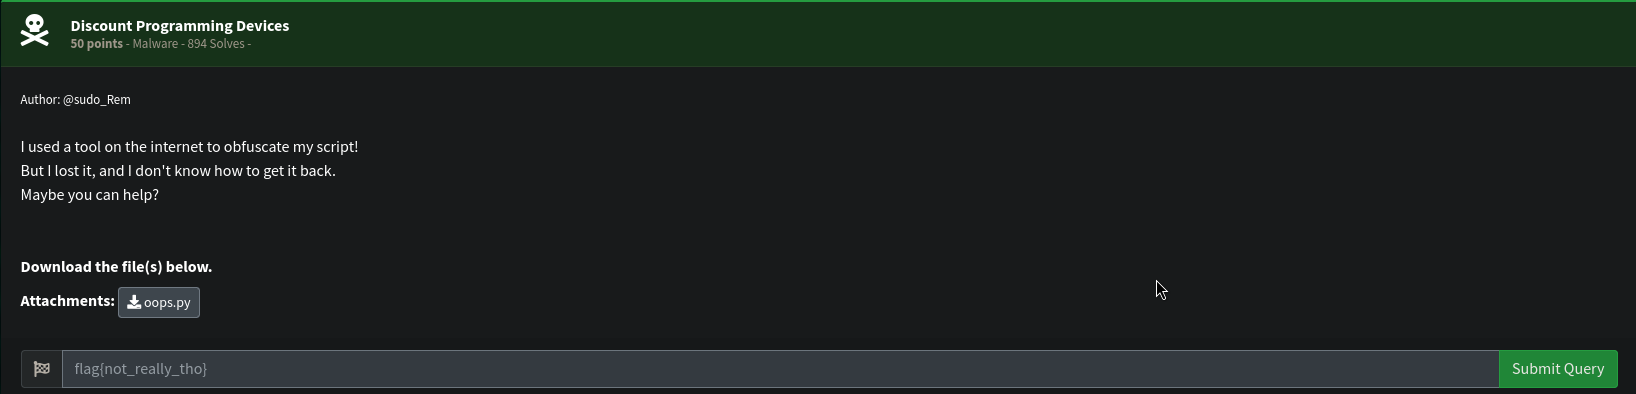 Discount Programming Devices
50 points - Malware - 894 Solves -
Author: @sudo_Rem
I used a tool on the internet to obfuscate my script!
But I lost it, and I don't know how to get it back.
Maybe you can help?
Download the file(s) below.
Attachments: oops.py
flag{not_really_tho} Submit Query